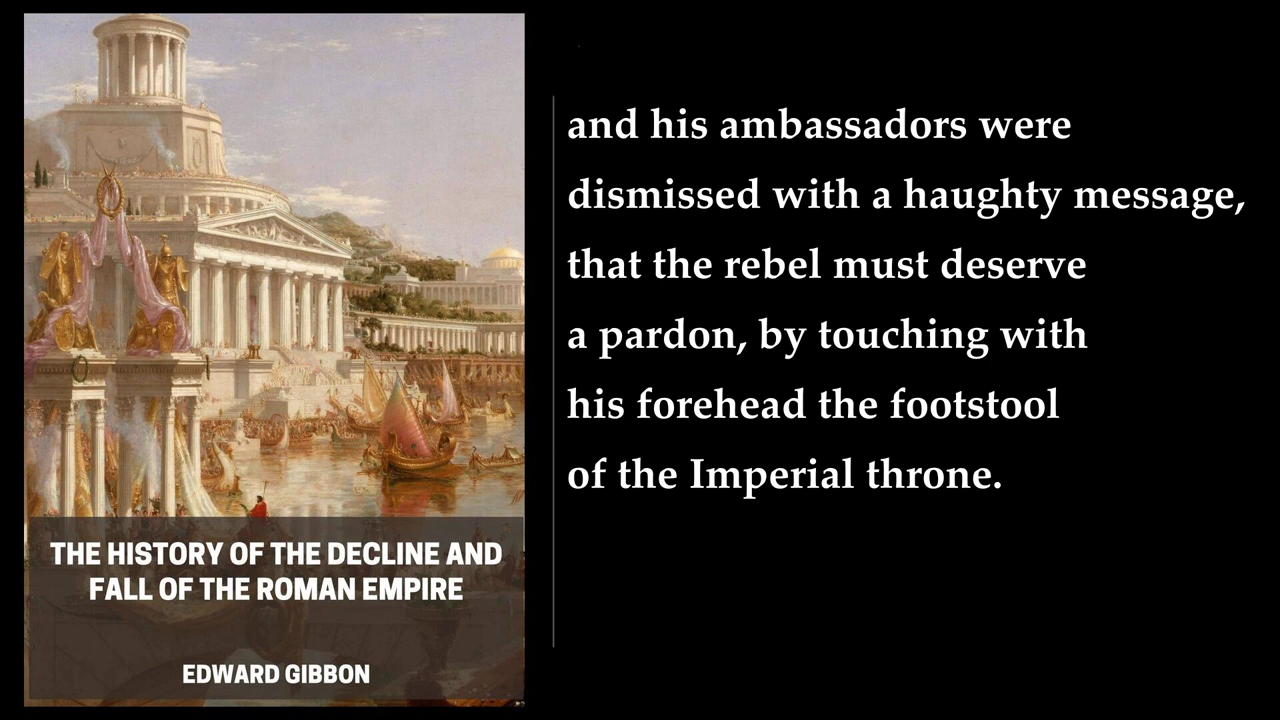 THE HISTORY OF THE DECLINE AND
FALL OF THE ROMAN EMPIRE
EDWARD GIBBON
and his ambassadors were
dismissed with a haughty message,
that the rebel must deserve
a pardon, by touching with
his forehead the footstool
of the Imperial throne.